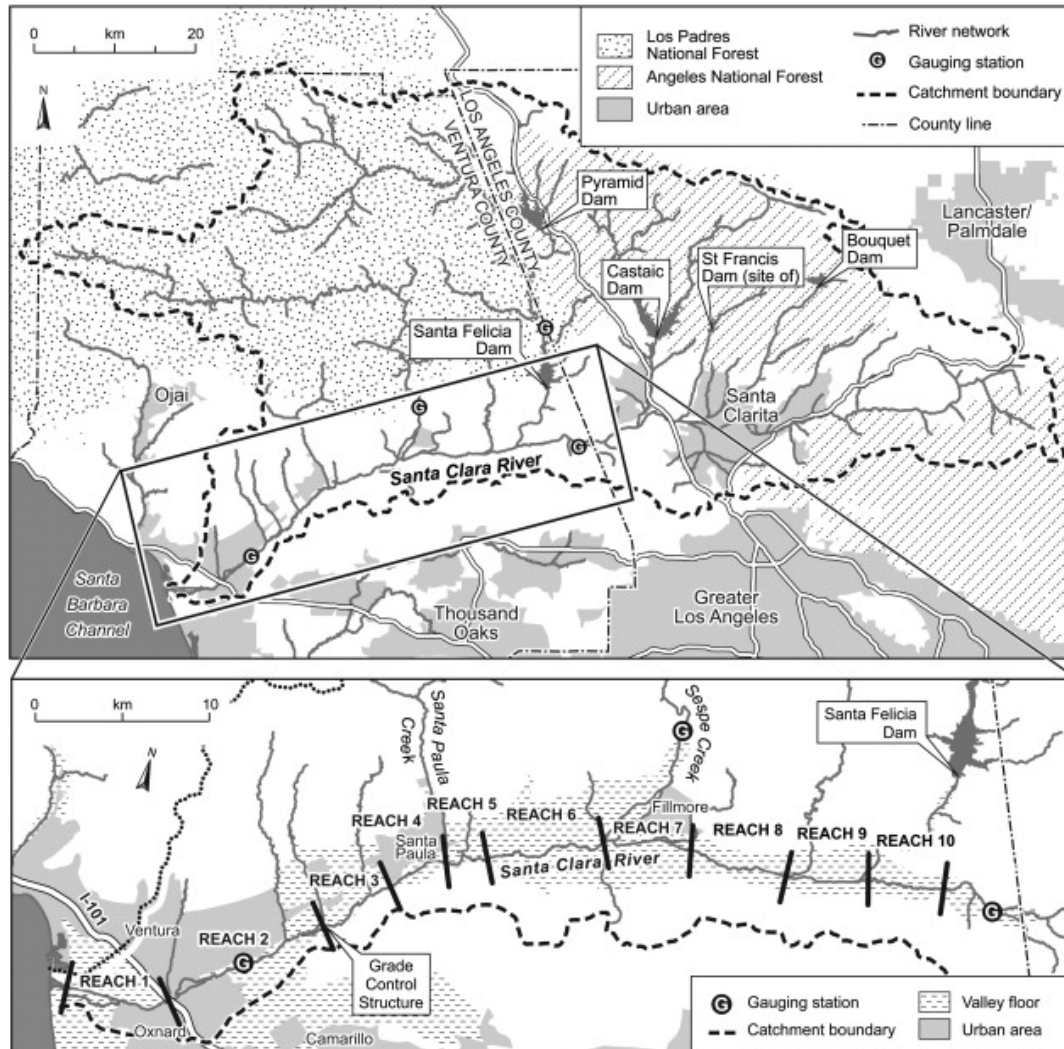 0 km 20
N
Los Padres
National Forest
Angeles National Forest
Urban area
River network
G Gauging station
Catchment boundary
County line
LOS ANGELES COUNTY
VENTURA COUNTY
Pyramid
Dam
Lancaster/
Palmdale
Bouquet
Dam
St Francis
Dam (site of)
Castaic
Dam
Santa Felicia
Dam
G
Ojai
G
Santa
Clarita
G
Santa Clara River
G
Santa
Barbara
Channel
Thousand
Oaks
Greater
Los Angeles
0 km 10
N
Santa Paula
Creek
Sespe Creek
G
Santa Felicia
Dam
REACH 5
REACH 4
REACH 6
Fillmore
Santa
Paula
REACH 7
REACH 8
REACH 9
REACH 10
Santa Clara River
REACH 3
I-101
Ventura
REACH 2
G
G
REACH 1
Grade
Control
Structure
Oxnard
Camarillo
G Gauging station
Catchment boundary
Valley floor
Urban area